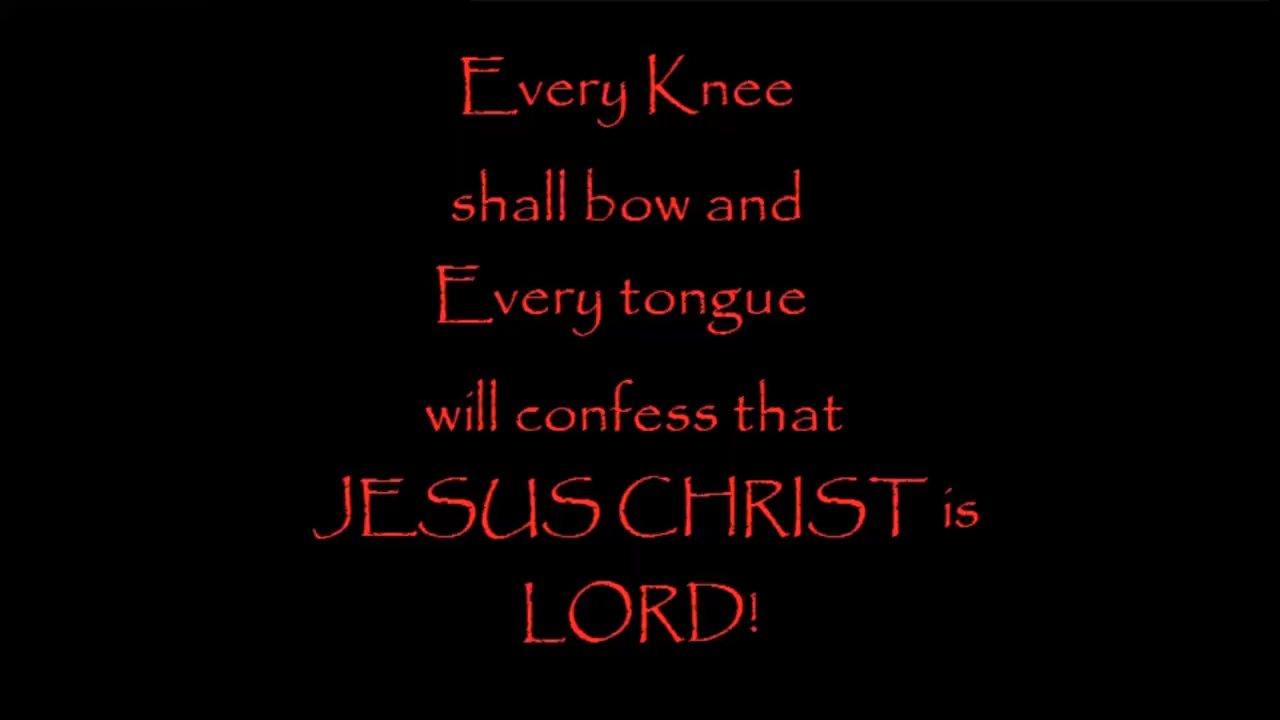 Every Knee
shall bow and
Every tongue
will confess that
JESUS CHRIST is
LORD!